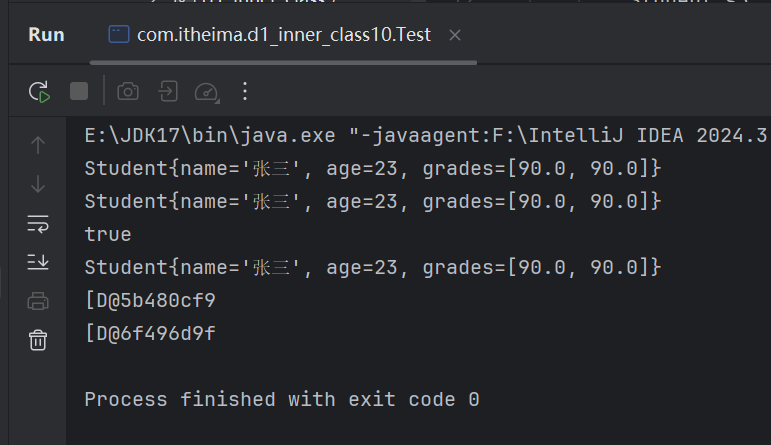 Run com.itheima.d1_inner_class10.Test
E:\JDK17\bin\java.exe "-javaagent:F:\IntelliJ IDEA 2024.3
Student{name='张三', age=23, grades=[90.0, 90.0]}
Student{name='张三', age=23, grades=[90.0, 90.0]}
true
Student{name='张三', age=23, grades=[90.0, 90.0]}
[D@5b480cf9
[D@6f496d9f
Process finished with exit code 0